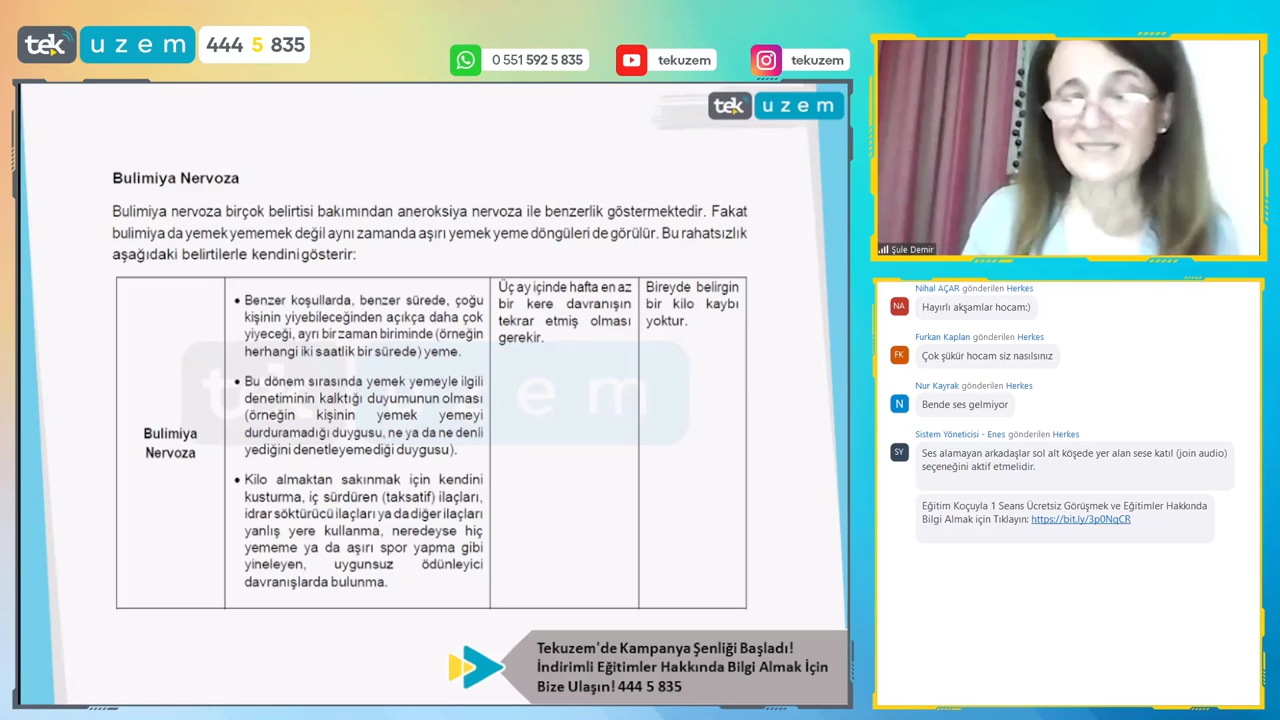 tek uzem 444 5 835
0 551 592 5 835
tekuzem
tekuzem
tek uzem
Bulimiya Nervoza
Bulimiya nervoza birçok belirtisi bakımından aneroksiya nervoza ile benzerlik göstermektedir. Fakat
bulimiya da yemek yememek değil aynı zamanda aşırı yemek yeme döngüleri de görülür. Bu rahatsızlık
aşağıdaki belirtilerle kendini gösterir:
Bulimiya
Nervoza
• Benzer koşullarda, benzer sürede, çoğu
kişinin yiyebileceğinden açıkça daha çok
yiyeceği, ayrı bir zaman biriminde (örneğin
herhangi iki saatlik bir sürede) yeme.
• Bu dönem sırasında yemek yemeyle ilgili
denetiminin kalktığı duyumunun olması
(örneğin kişinin yemek yemeyi
durduramadığı duygusu, ne ya da ne denli
yediğini denetleyemediği duygusu).
• Kilo almaktan sakınmak için kendini
kusturma, iç sürdüren (taksatif) ilaçları,
idrar söktürücü ilaçları ya da diğer ilaçları
yanlış yere kullanma, neredeyse hiç
yememe ya da aşırı spor yapma gibi
yineleyen, uygunsuz ödünleyici
davranışlarda bulunma.
Üç ay içinde hafta en az
bir kere davranışın
tekrar etmiş olması
gerekir.
Bireyde belirgin
bir kilo kaybı
yoktur.
tek uzem
Tekuzem'de Kampanya Şenliği Başladı!
İndirimli Eğitimler Hakkında Bilgi Almak İçin
Bize Ulaşın! 444 5 835
Şule Demir
Nihal AÇAR gönderilen Herkes
NA
Hayırlı akşamlar hocam:)
Furkan Kaplan gönderilen Herkes
FK
Çok şükür hocam siz nasılsınız
Nur Kayrak gönderilen Herkes
N
Bende ses gelmiyor
Sistem Yöneticisi - Enes gönderilen Herkes
SY
Ses alamayan arkadaşlar sol alt köşede yer alan sese katıl (join audio)
seçeneğini aktif etmelidir.
Eğitim Koçuyla 1 Seans Ücretsiz Görüşmek ve Eğitimler Hakkında
Bilgi Almak için Tıklayın: https://bit.ly/3p0NqCR